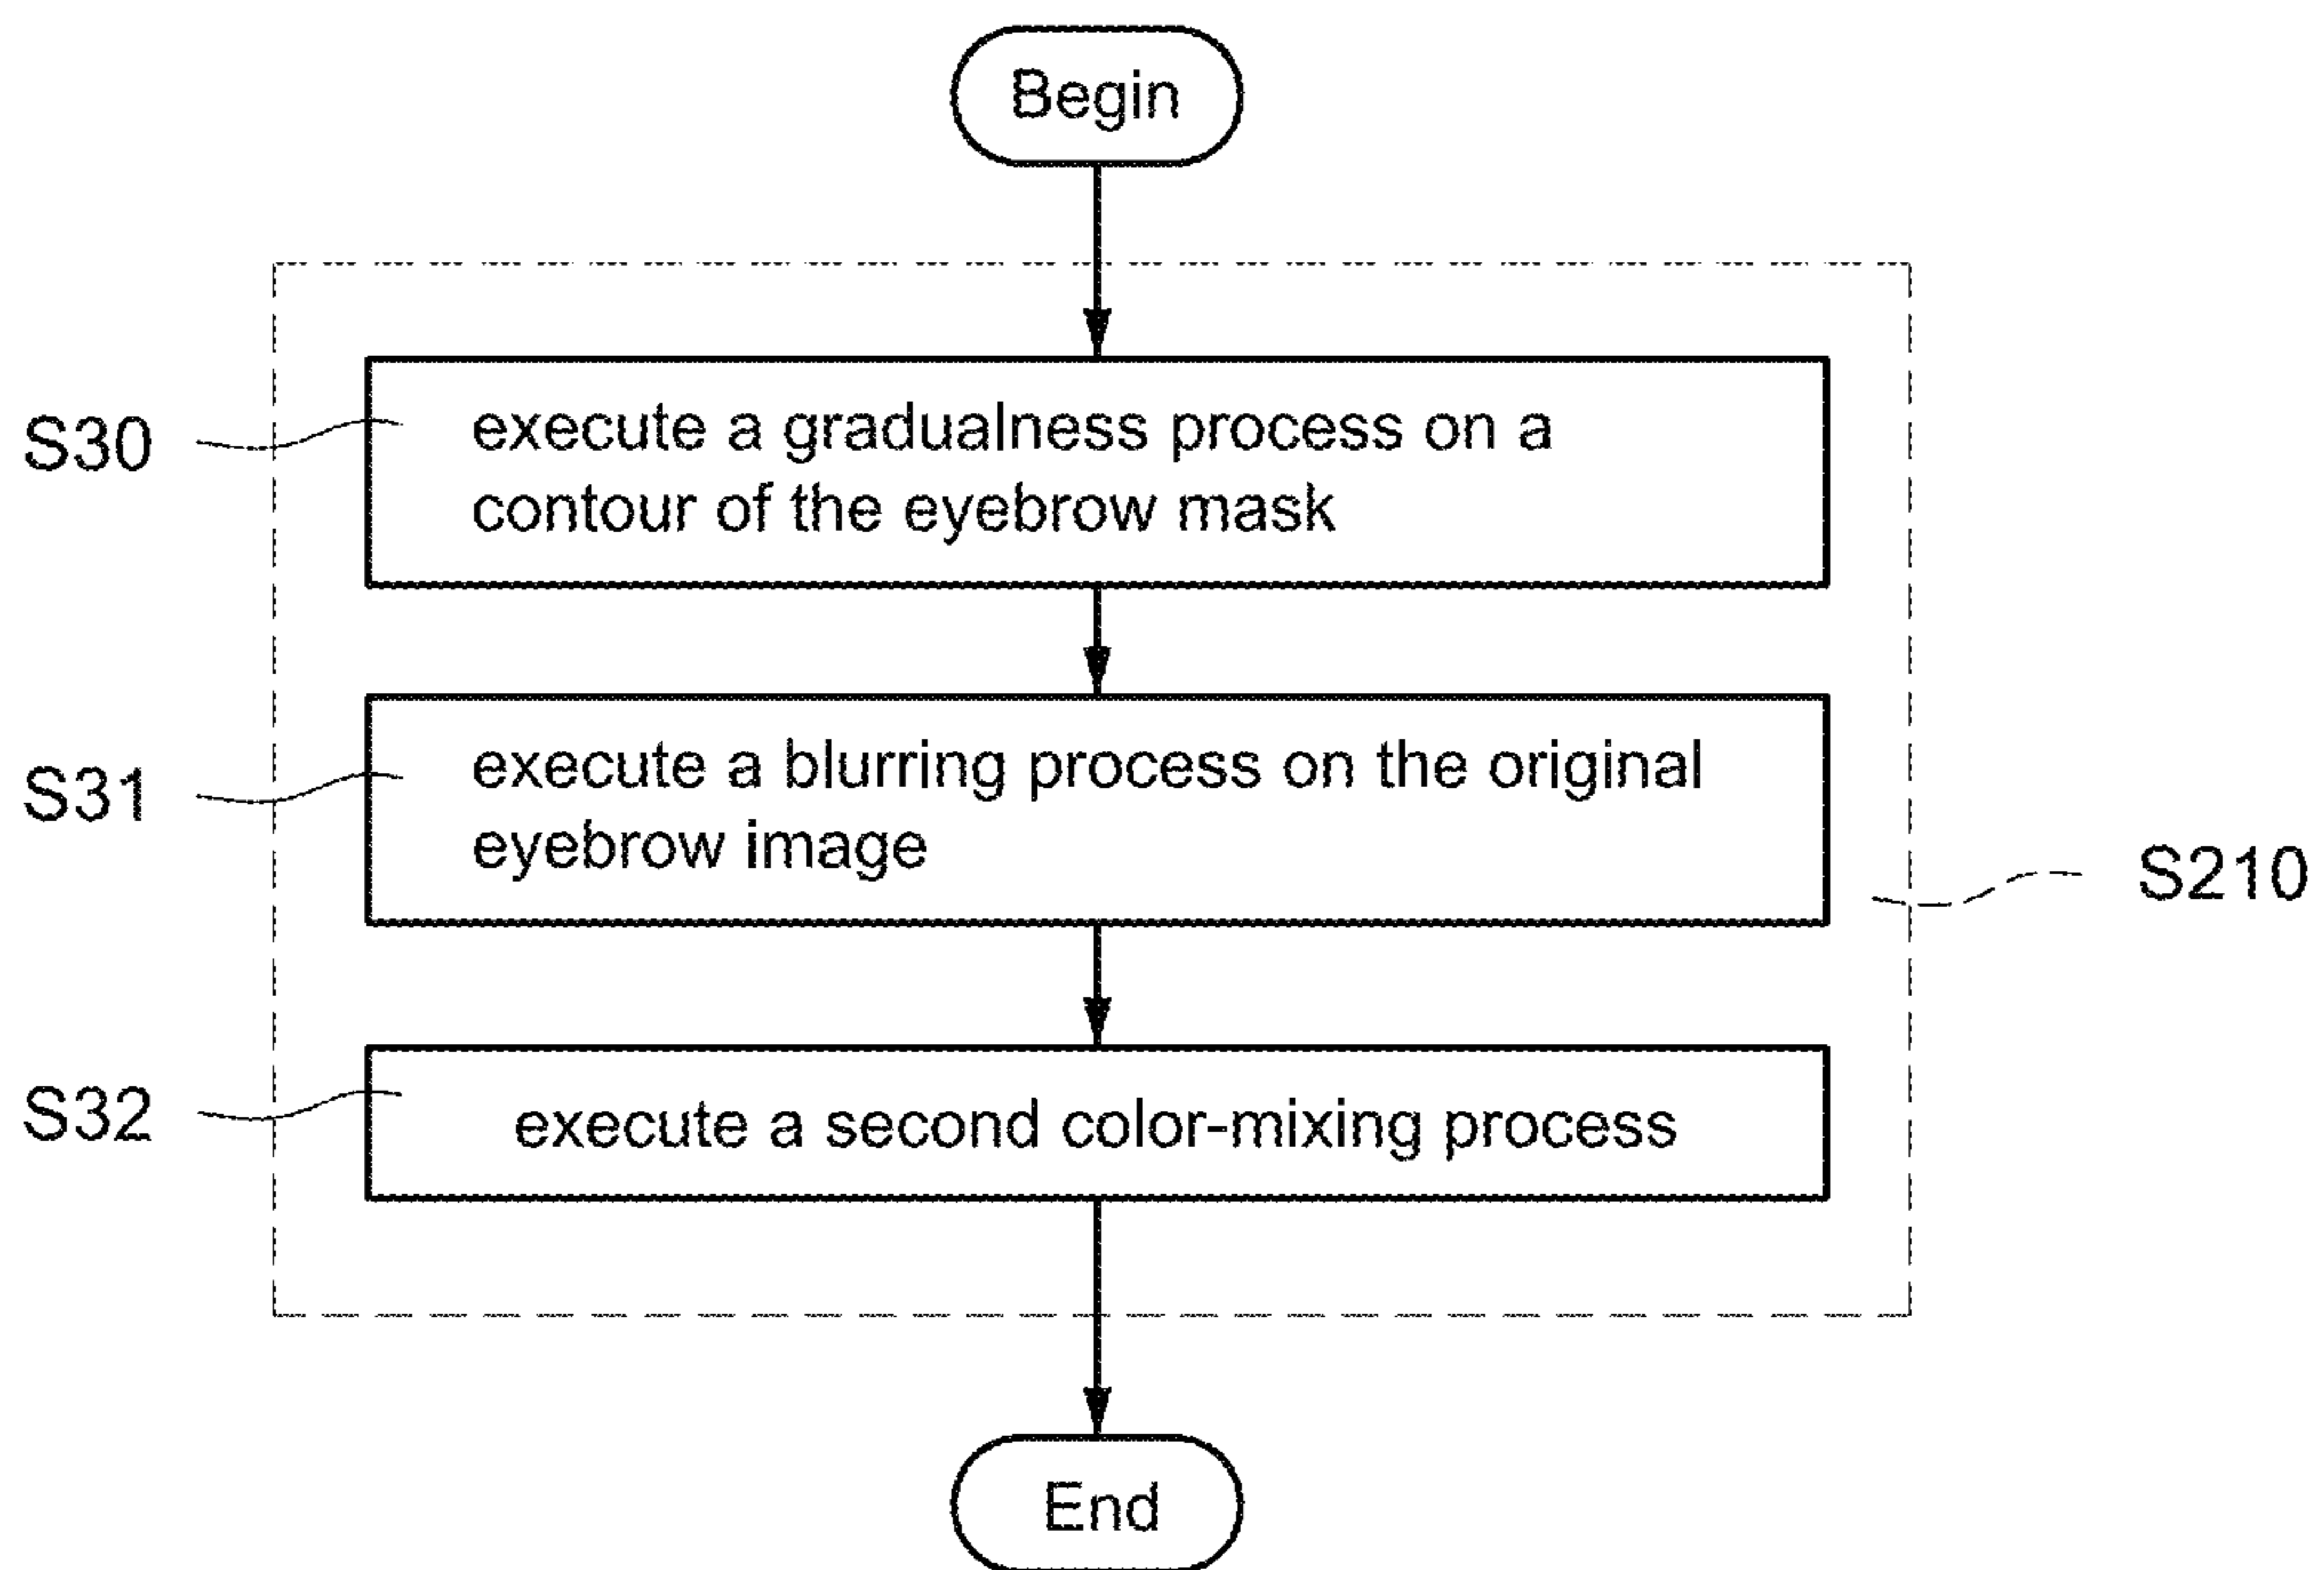 Begin
S30
execute a gradualness process on a
contour of the eyebrow mask
S31
execute a blurring process on the original
eyebrow image
S210
S32
execute a second color-mixing process
End